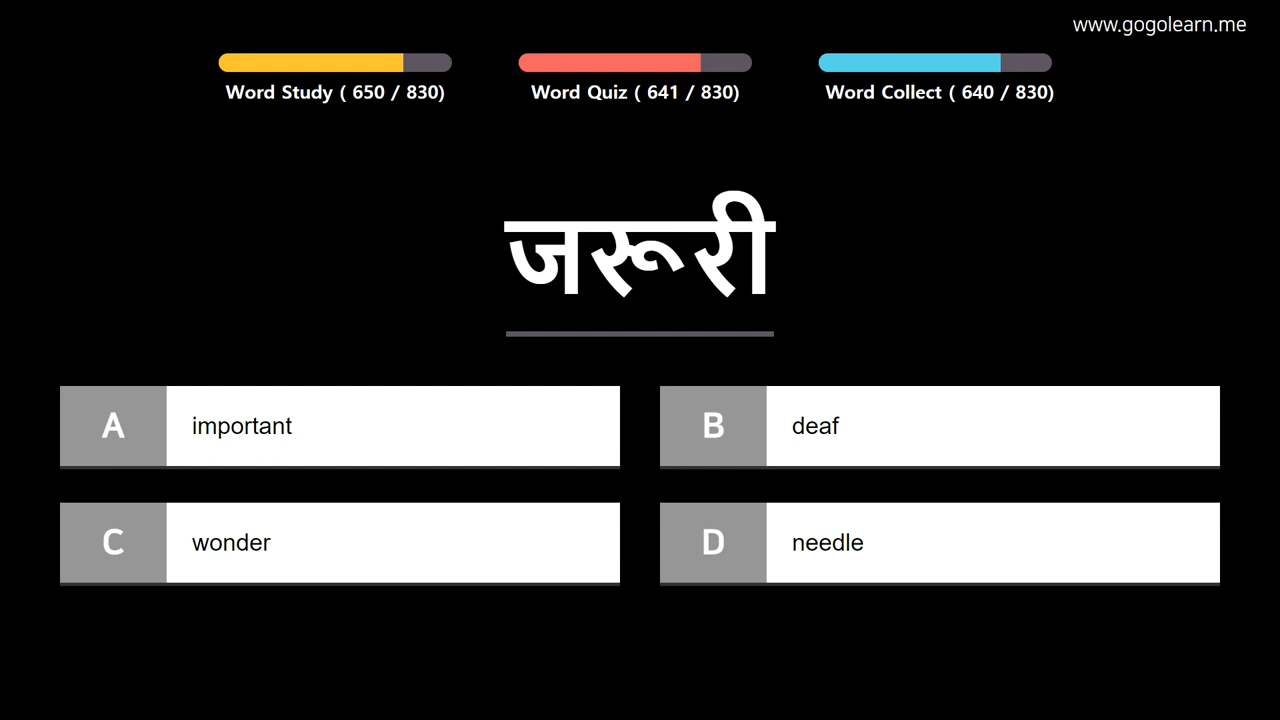 www.gogolearn.me
Word Study ( 650 / 830)
Word Quiz ( 641 / 830)
Word Collect ( 640 / 830)
जरूरी
A important
B deaf
C wonder
D needle